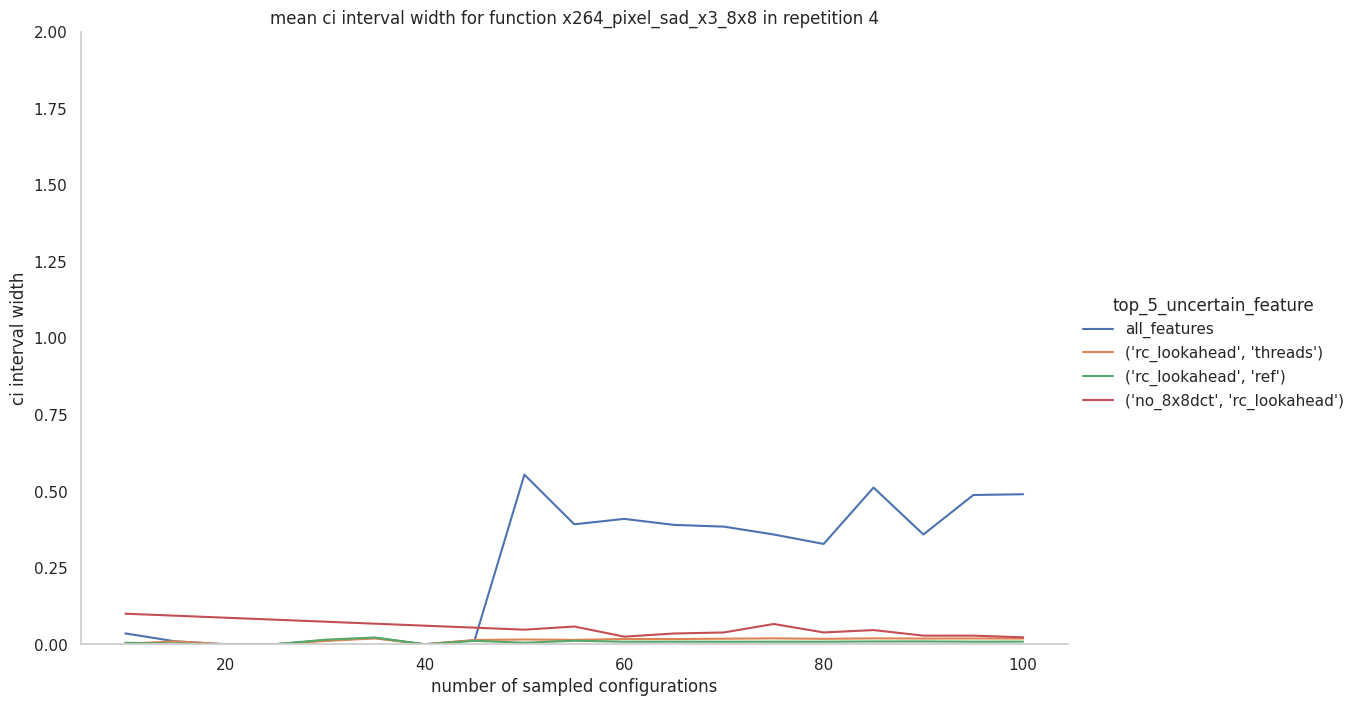 mean ci interval width for function x264_pixel_sad_x3_8x8 in repetition 4
2.00
1.75
1.50
1.25
1.00
0.75
0.50
0.25
0.00
ci interval width
20
40
60
80
100
number of sampled configurations
top_5_uncertain_feature
all_features
('rc_lookahead', 'threads')
('rc_lookahead', 'ref')
('no_8x8dct', 'rc_lookahead')